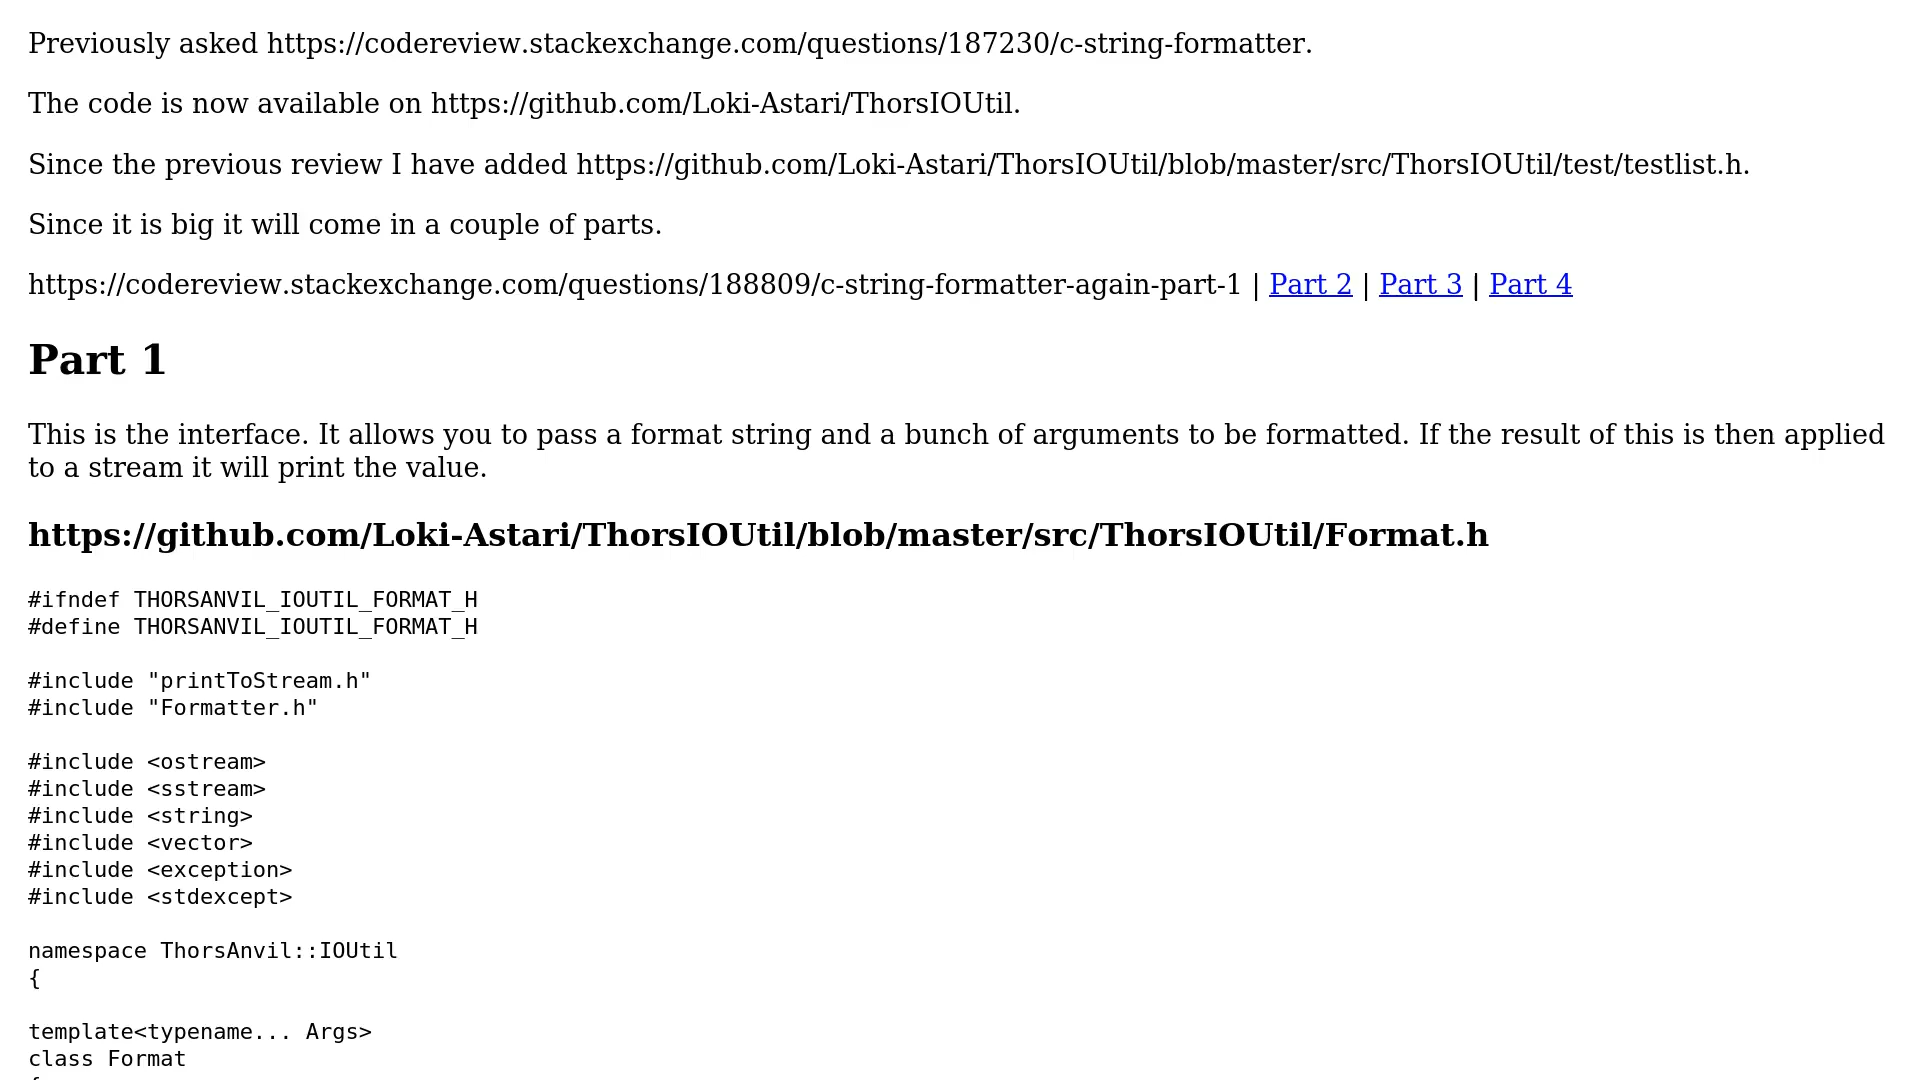 Previously asked https://codereview.stackexchange.com/questions/187230/c-string-formatter.
The code is now available on https://github.com/Loki-Astari/ThorsIOUtil.
Since the previous review I have added https://github.com/Loki-Astari/ThorsIOUtil/blob/master/src/ThorsIOUtil/test/testlist.h.
Since it is big it will come in a couple of parts.
https://codereview.stackexchange.com/questions/188809/c-string-formatter-again-part-1 | Part 2 | Part 3 | Part 4
Part 1
This is the interface. It allows you to pass a format string and a bunch of arguments to be formatted. If the result of this is then applied
to a stream it will print the value.
https://github.com/Loki-Astari/ThorsIOUtil/blob/master/src/ThorsIOUtil/Format.h
#ifndef THORSANVIL_IOUTIL_FORMAT_H
#define THORSANVIL_IOUTIL_FORMAT_H
#include "printToStream.h"
#include "Formatter.h"
#include <ostream>
#include <sstream>
#include <string>
#include <vector>
#include <exception>
#include <stdexcept>
namespace ThorsAnvil::IOUtil
{
template<typename... Args>
class Format